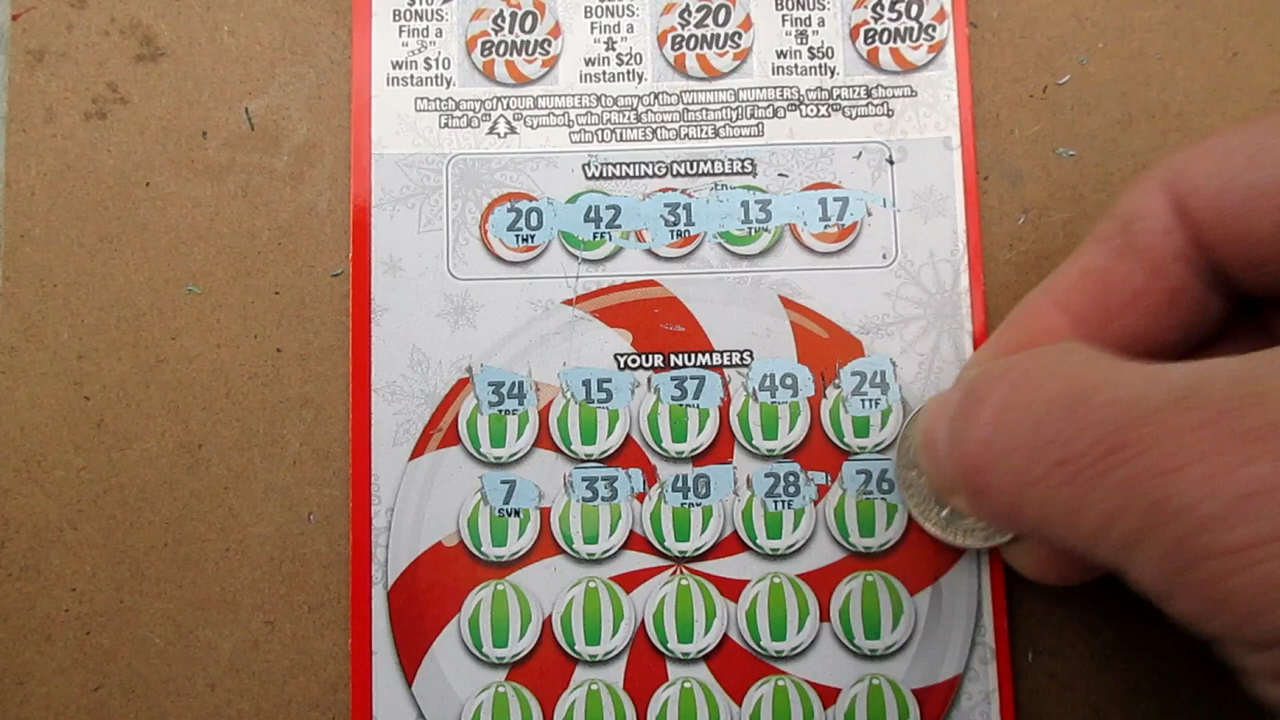 BONUS:
Find a
" "
win $10
instantly.
$10
BONUS
BONUS:
Find a
" "
win $20
instantly.
$20
BONUS
BONUS:
Find a
" "
win $50
instantly.
$50
BONUS
Match any of YOUR NUMBERS to any of the WINNING NUMBERS, win PRIZE shown.
Find a " " symbol, win PRIZE shown instantly! Find a "10X" symbol,
win 10 TIMES the PRIZE shown!
WINNING NUMBERS
20 42 31 13 17
THY
YOUR NUMBERS
34 15 37 49 24
7 33 40 28 26
SVN